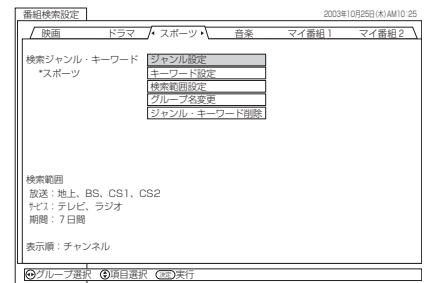 番組検索設定 2003年10月25日(木)AM10:25
映画 ドラマ スポーツ 音楽 マイ番組1 マイ番組2
検索ジャンル・キーワード ジャンル設定
*スポーツ キーワード設定
検索範囲設定
グループ名変更
ジャンル・キーワード削除
検索範囲
放送：地上、BS、CS1、CS2
ｻｰﾋﾞｽ：テレビ、ラジオ
期間：7日間
表示順：チャンネル
グループ選択 項目選択 決定 実行